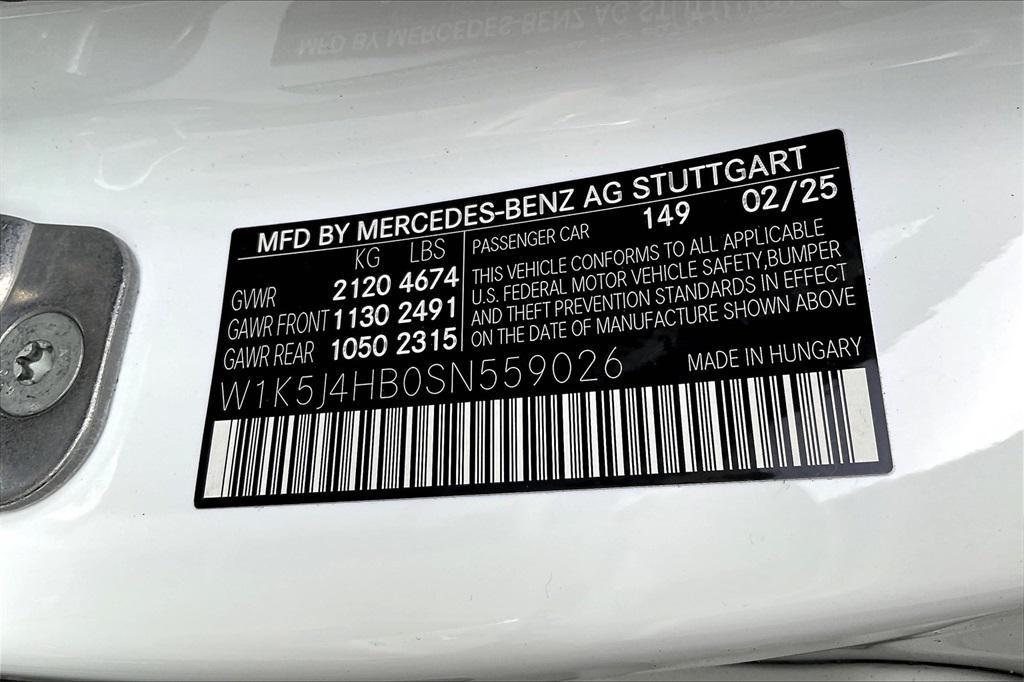 MFD BY MERCEDES-BENZ AG STUTTGART
KG LBS
GVWR 2120 4674
GAWR FRONT 1130 2491
GAWR REAR 1050 2315
PASSENGER CAR 149 02/25
THIS VEHICLE CONFORMS TO ALL APPLICABLE
U.S. FEDERAL MOTOR VEHICLE SAFETY,BUMPER
AND THEFT PREVENTION STANDARDS IN EFFECT
ON THE DATE OF MANUFACTURE SHOWN ABOVE
W1K5J4HB0SN559026
MADE IN HUNGARY